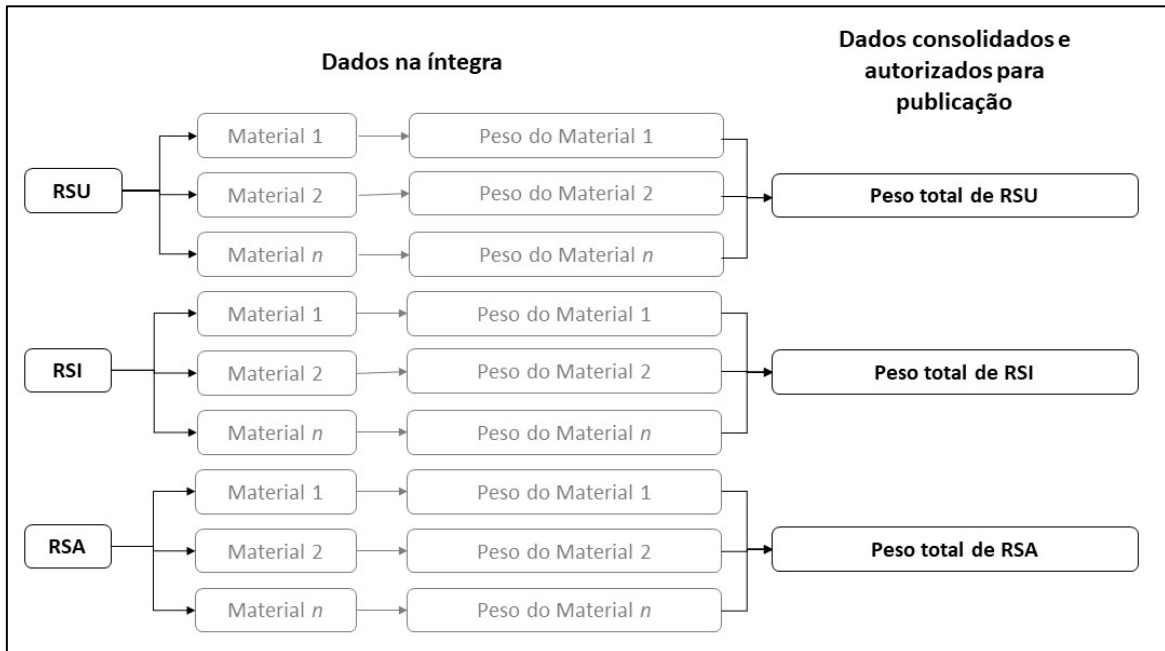 Dados na íntegra
Dados consolidados e
autorizados para
publicação
RSU
Material 1
Peso do Material 1
Material 2
Peso do Material 2
Material n
Peso do Material n
Peso total de RSU
RSI
Material 1
Peso do Material 1
Material 2
Peso do Material 2
Material n
Peso do Material n
Peso total de RSI
RSA
Material 1
Peso do Material 1
Material 2
Peso do Material 2
Material n
Peso do Material n
Peso total de RSA